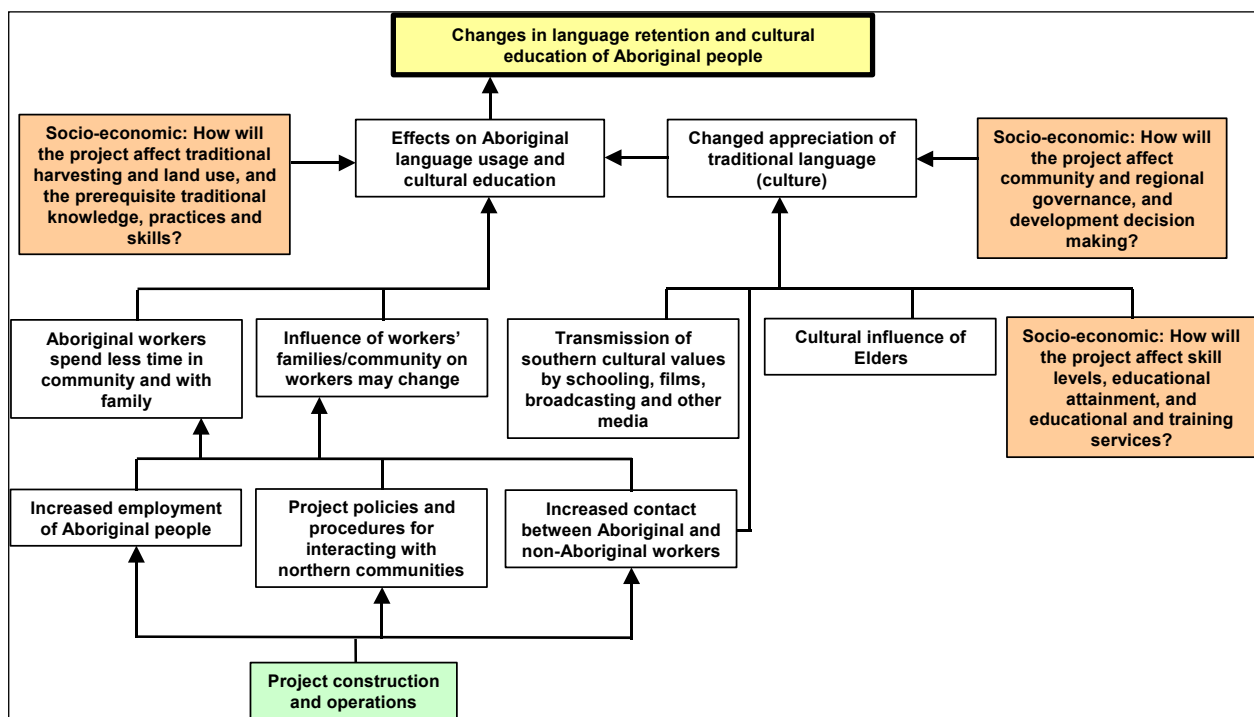 Changes in language retention and cultural
education of Aboriginal people
Socio-economic: How will
the project affect traditional
harvesting and land use, and
the prerequisite traditional
knowledge, practices and
skills?
Effects on Aboriginal
language usage and
cultural education
Changed appreciation of
traditional language
(culture)
Socio-economic: How will
the project affect
community and regional
governance, and
development decision
making?
Aboriginal workers
spend less time in
community and with
family
Influence of workers'
families/community on
workers may change
Transmission of
southern cultural values
by schooling, films,
broadcasting and other
media
Cultural influence of
Elders
Socio-economic: How will
the project affect skill
levels, educational
attainment, and
educational and training
services?
Increased employment
of Aboriginal people
Project policies and
procedures for
interacting with
northern communities
Increased contact
between Aboriginal and
non-Aboriginal workers
Project construction
and operations